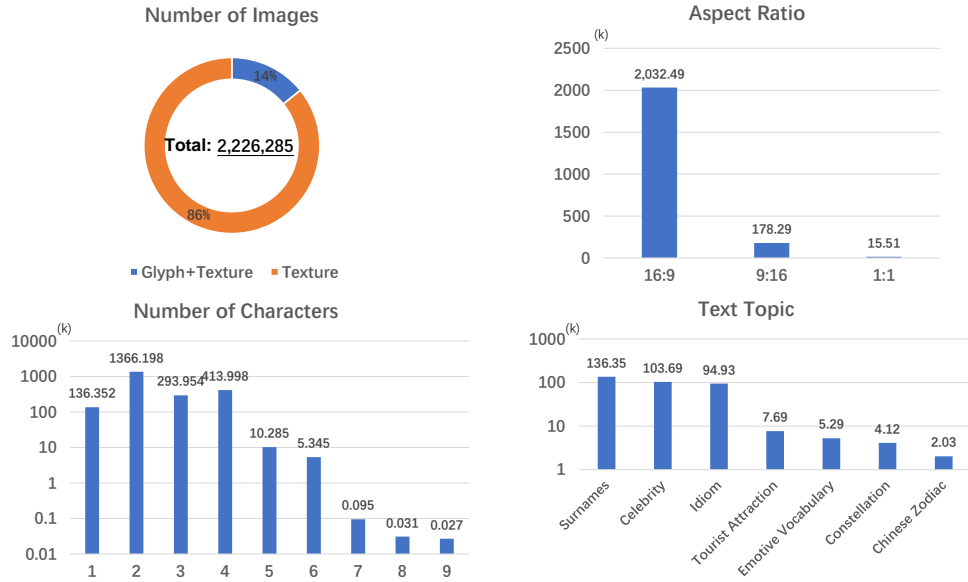 Number of Images
14%
Total: 2,226,285
86%
Glyph+Texture Texture
Aspect Ratio
(k)
2500
2000
1500
1000
500
0
2,032.49
178.29
15.51
16:9 9:16 1:1
Number of Characters
(k)
10000
1000
100
10
1
0.1
0.01
136.352
1366.198
293.954
413.998
10.285
5.345
0.095
0.031
0.027
1 2 3 4 5 6 7 8 9
Text Topic
(k)
1000
100
10
1
136.35
103.69
94.93
7.69
5.29
4.12
2.03
Surnames
Celebrity
Idiom
Tourist Attraction
Emotive Vocabulary
Constellation
Chinese Zodiac